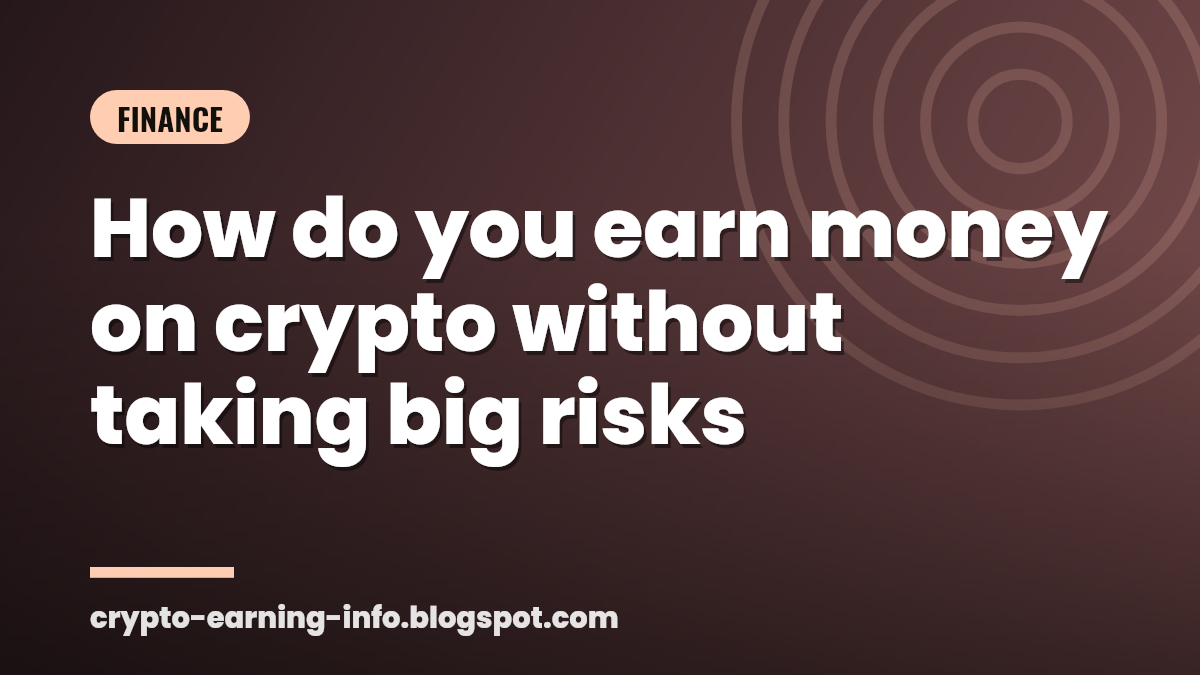 FINANCE
How do you earn money
on crypto without
taking big risks
crypto-earning-info.blogspot.com